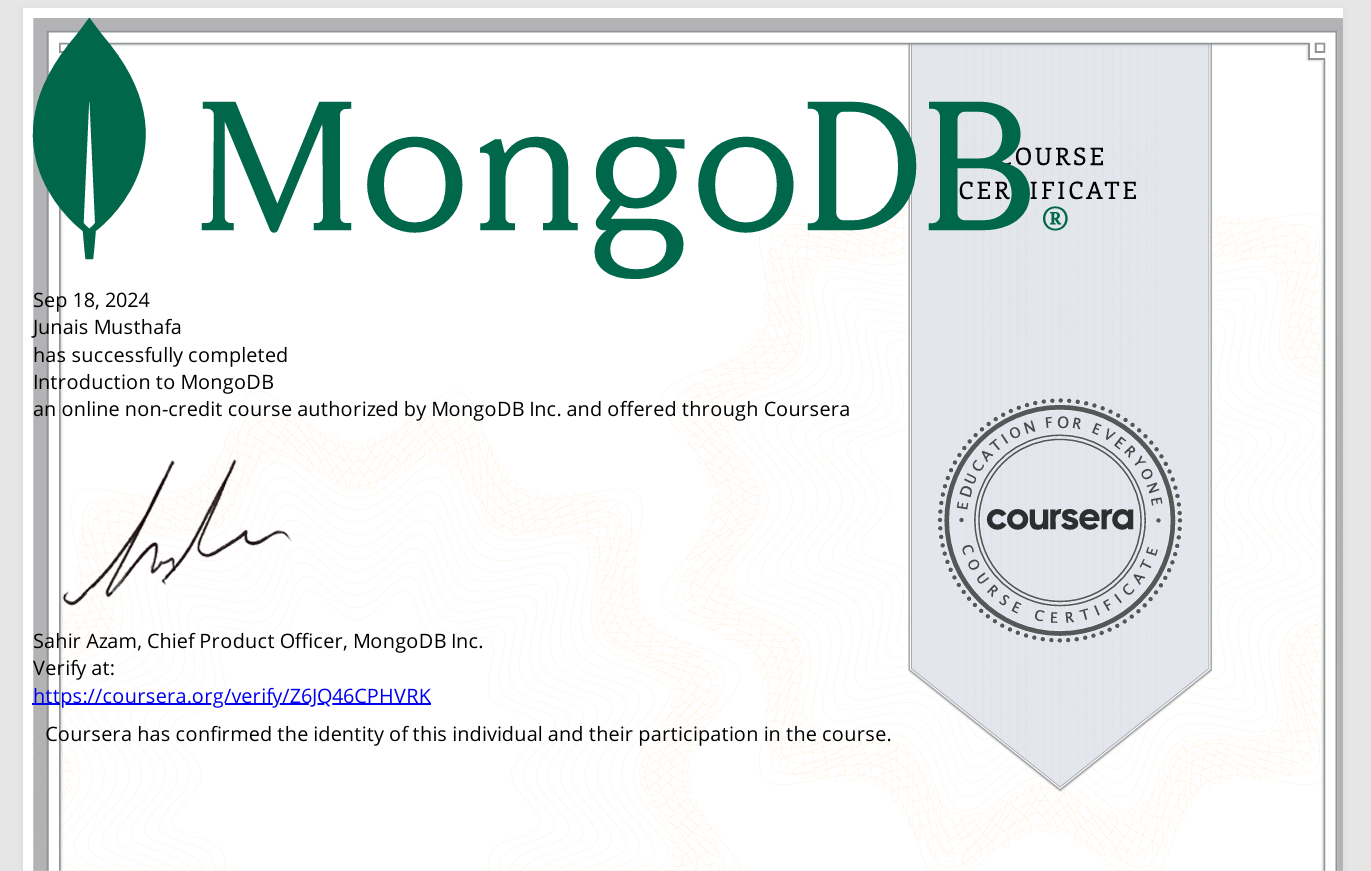 MongoDB®
COURSE
CERTIFICATE
Sep 18, 2024
Junais Musthafa
has successfully completed
Introduction to MongoDB
an online non-credit course authorized by MongoDB Inc. and offered through Coursera
EDUCATION FOR EVERYONE
coursera
COURSE CERTIFICATE
Sahir Azam, Chief Product Officer, MongoDB Inc.
Verify at:
https://coursera.org/verify/Z6JQ46CPHVRK
Coursera has confirmed the identity of this individual and their participation in the course.